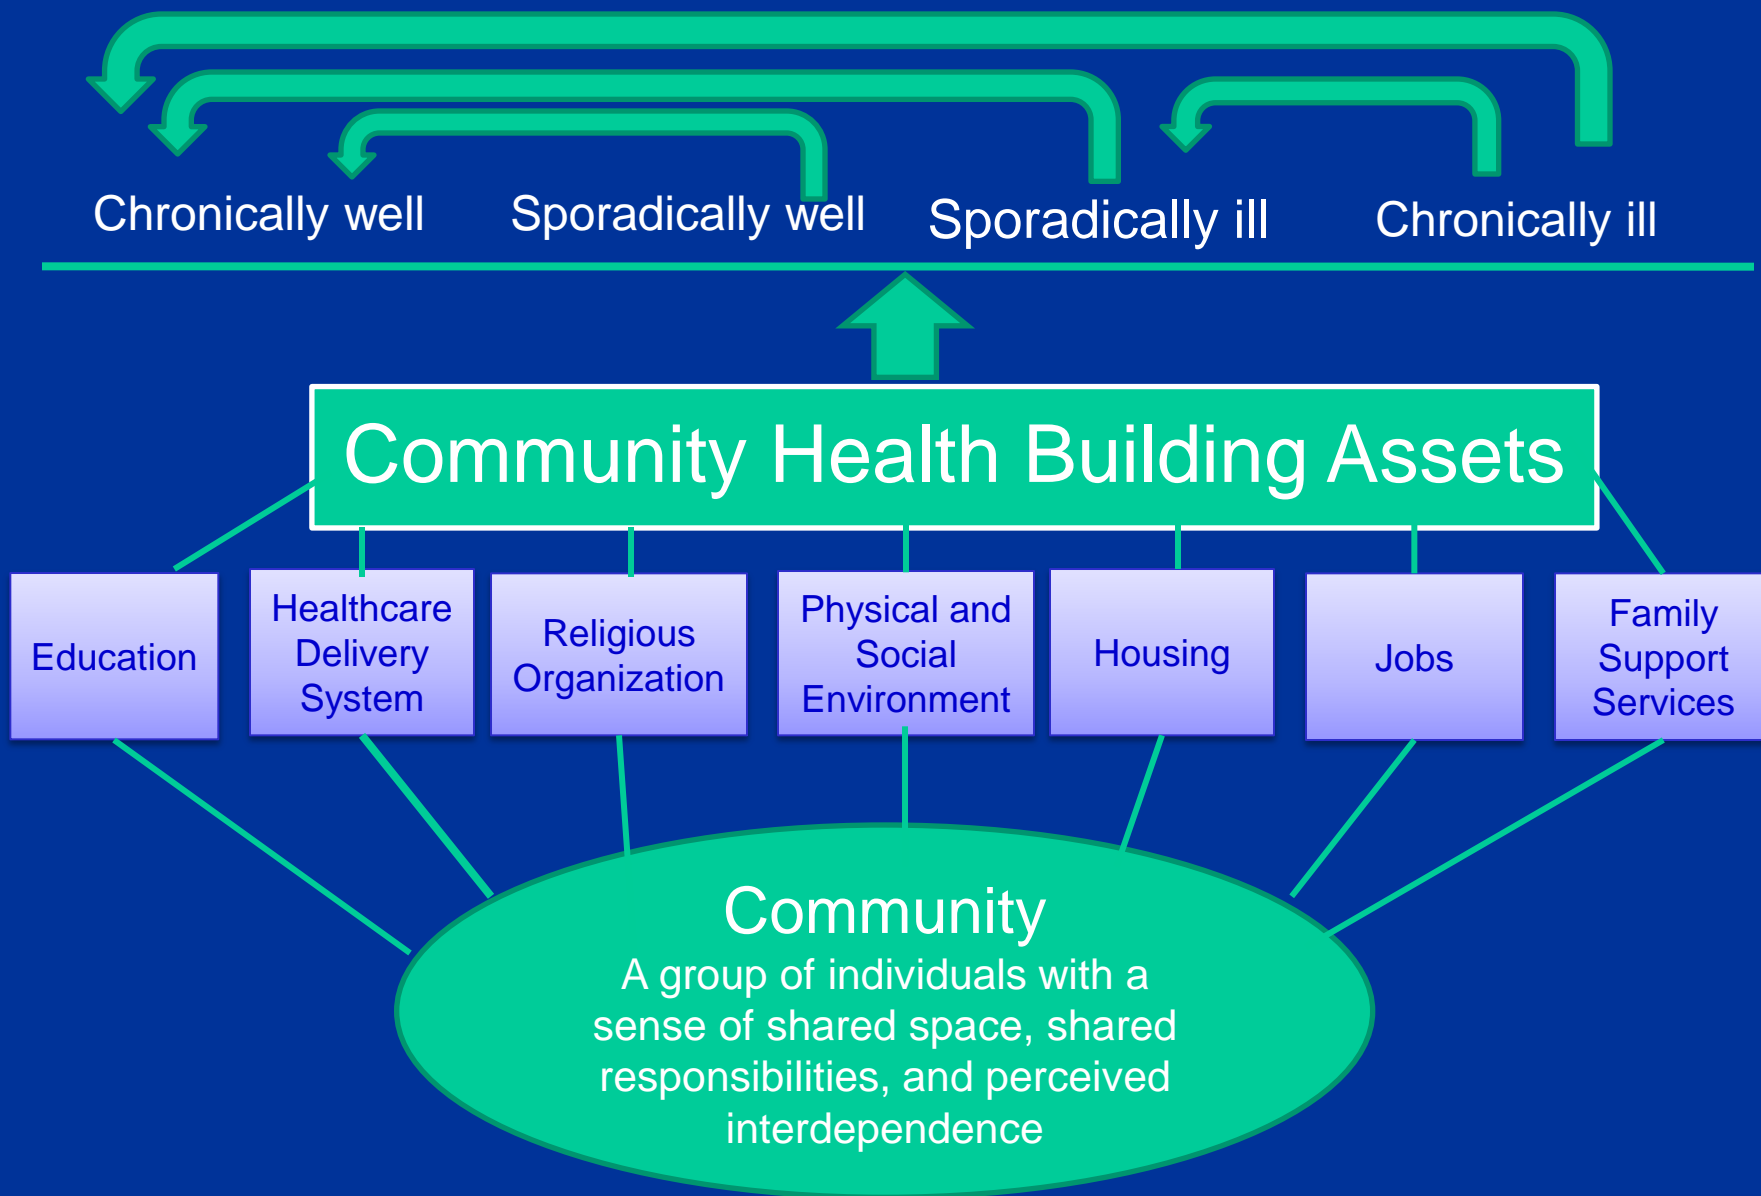 Chronically well
Sporadically well
Sporadically ill
Chronically ill
Community Health Building Assets
Education
Healthcare
Delivery
System
Religious
Organization
Physical and
Social
Environment
Housing
Jobs
Family
Support
Services
Community
A group of individuals with a
sense of shared space, shared
responsibilities, and perceived
interdependence